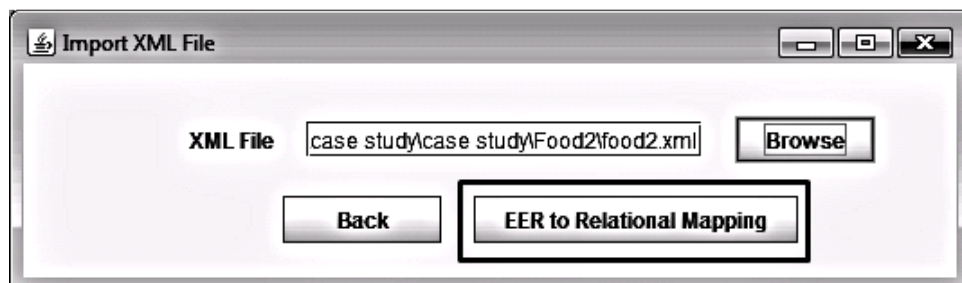 Import XML File
XML File case study\case study\Food2\food2.xml Browse
Back EER to Relational Mapping